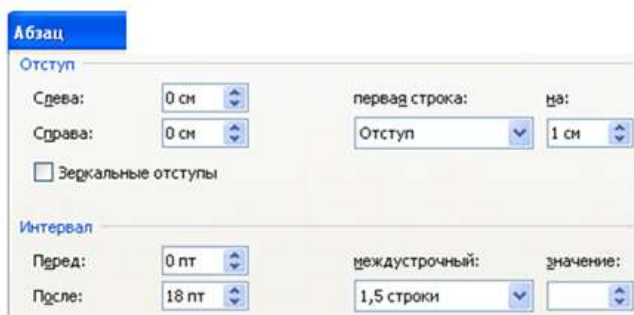 Абзац
Отступ
Слева: 0 см первая строка: на:
Справа: 0 см Отступ 1 см
Зеркальные отступы
Интервал
Перед: 0 пт междустрочный: значение:
После: 18 пт 1,5 строки